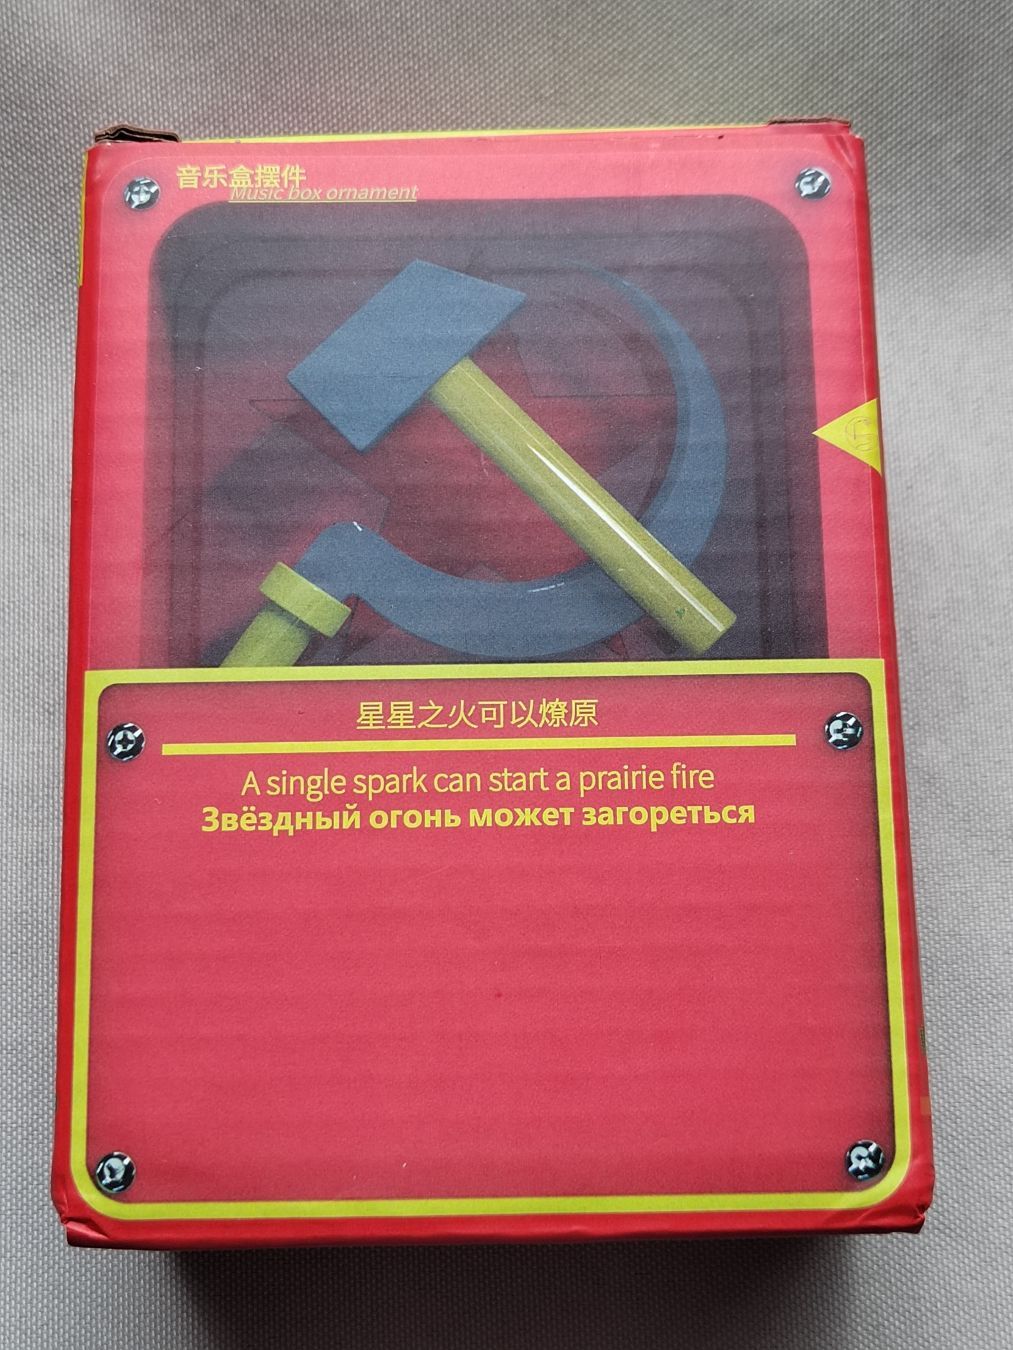 音乐盒摆件
Music box ornament
星星之火可以燎原
A single spark can start a prairie fire
Звёздный огонь может загореться